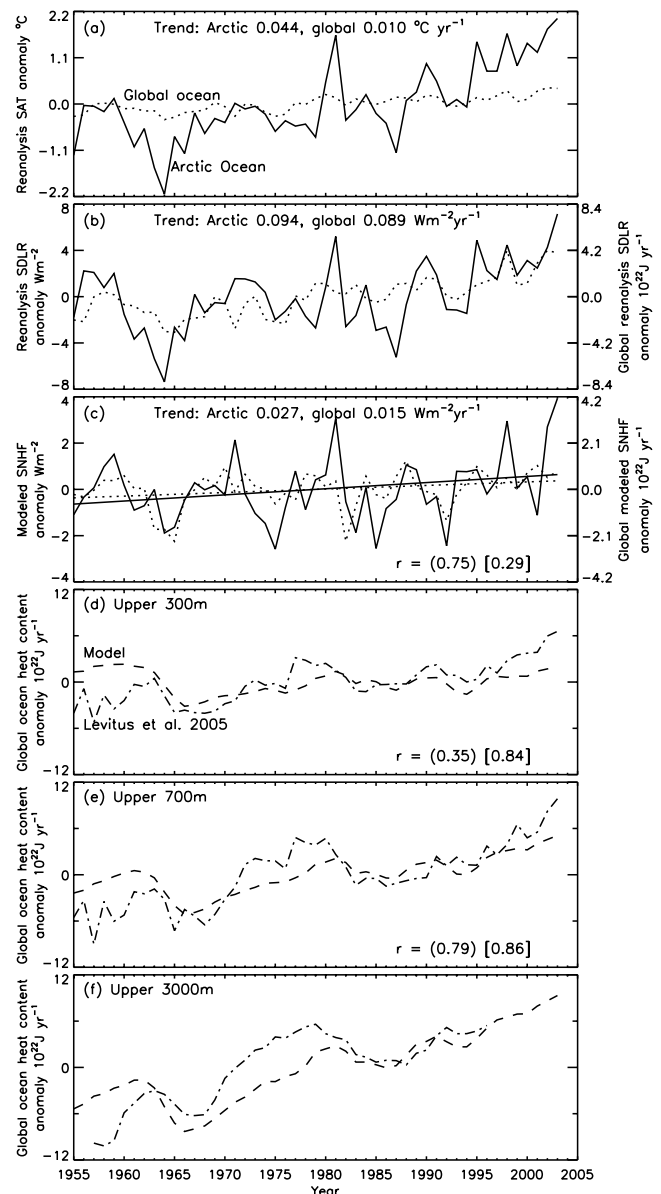 (a) Trend: Arctic 0.044, global 0.010 °C yr⁻¹
Reanalysis SAT anomaly °C
2.2
1.1
0.0
−1.1
−2.2
Global ocean
Arctic Ocean
(b) Trend: Arctic 0.094, global 0.089 Wm⁻²yr⁻¹
Reanalysis SDLR
anomaly Wm⁻²
8
4
0
−4
−8
8.4
4.2
0.0
−4.2
−8.4
Global reanalysis SDLR
anomaly 10²²J yr⁻¹
(c) Trend: Arctic 0.027, global 0.015 Wm⁻²yr⁻¹
Modeled SNHF
anomaly Wm⁻²
4
2
0
−2
−4
4.2
2.1
0.0
−2.1
−4.2
Global modeled SNHF
anomaly 10²²J yr⁻¹
r = (0.75) [0.29]
(d) Upper 300m
Global ocean heat content
anomaly 10²²J yr⁻¹
12
0
−12
Model
Levitus et al. 2005
r = (0.35) [0.84]
(e) Upper 700m
Global ocean heat content
anomaly 10²²J yr⁻¹
12
0
−12
r = (0.79) [0.86]
(f) Upper 3000m
Global ocean heat content
anomaly 10²²J yr⁻¹
12
0
−12
1955 1960 1965 1970 1975 1980 1985 1990 1995 2000 2005
Year